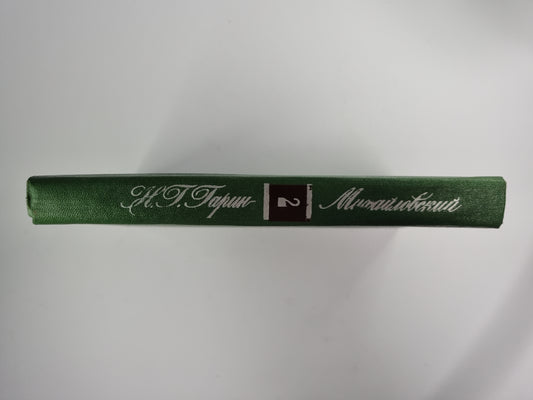 Н. Г. Гарин-
2
Михайловский